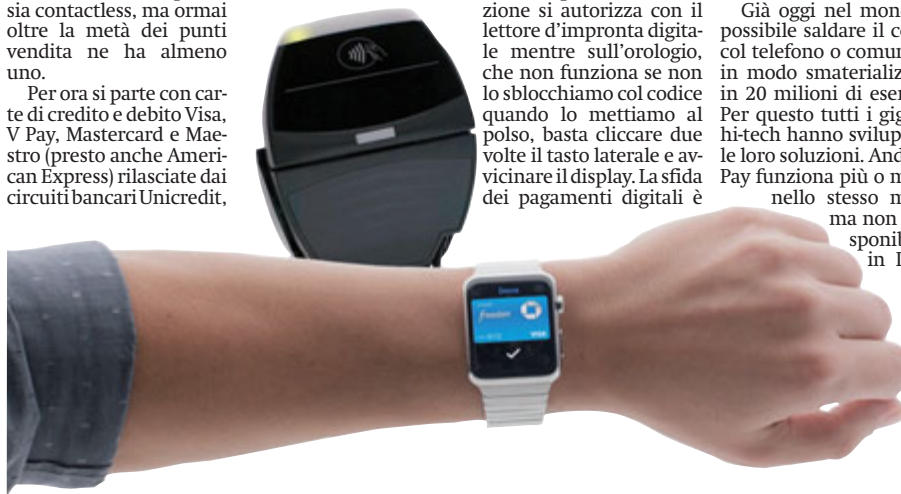 sia contactless, ma ormai
oltre la metà dei punti
vendita ne ha almeno
uno.
Per ora si parte con car-
te di credito e debito Visa,
V Pay, Mastercard e Mae-
stro (presto anche Ameri-
can Express) rilasciate dai
circuiti bancari Unicredit,
zione si autorizza con il
lettore d'impronta digita-
le mentre sull'orologio,
che non funziona se non
lo sblocchiamo col codice
quando lo mettiamo al
polso, basta cliccare due
volte il tasto laterale e av-
vicinare il display. La sfida
dei pagamenti digitali è
Già oggi nel mon
possibile saldare il c
col telefono o comun
in modo smaterializ
in 20 milioni di eser
Per questo tutti i gig
hi-tech hanno svilup
le loro soluzioni. And
Pay funziona più o m
nello stesso m
ma non
sponib
in I
freedom
VISA